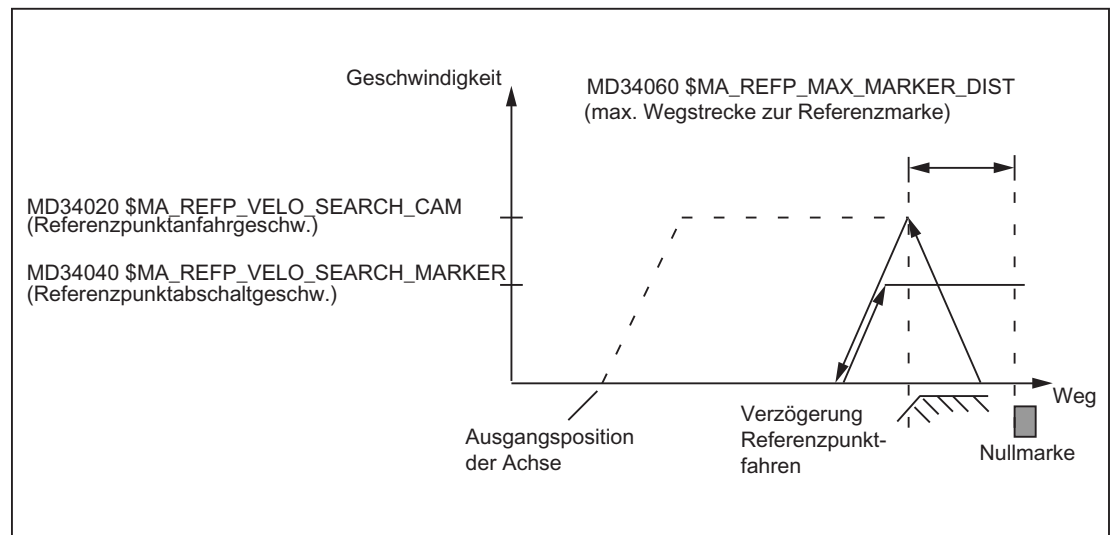 Geschwindigkeit
MD34060 $MA_REFP_MAX_MARKER_DIST
(max. Wegstrecke zur Referenzmarke)
MD34020 $MA_REFP_VELO_SEARCH_CAM
(Referenzpunktanfahrgeschw.)
MD34040 $MA_REFP_VELO_SEARCH_MARKER
(Referenzpunktabschaltgeschw.)
Weg
Ausgangsposition
der Achse
Verzögerung
Referenzpunkt-
fahren
Nullmarke